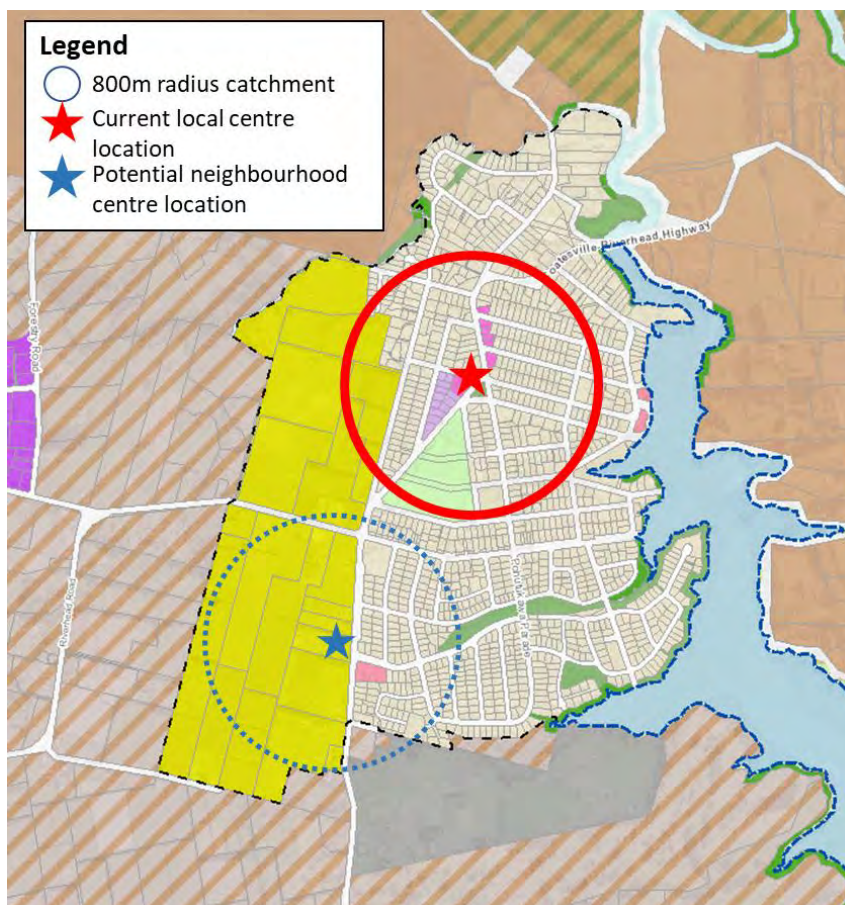 Legend
800m radius catchment
Current local centre
location
Potential neighbourhood
centre location
oatesville Riverhead Highway
Forestry Road
Riverhead Road
Pohutukawa Parade